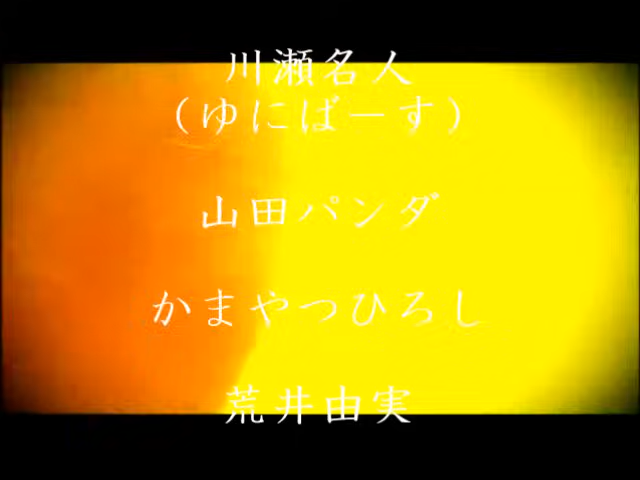 川瀬名人
(ゆにばーす)
山田パンダ
かまやつひろし
荒井由実